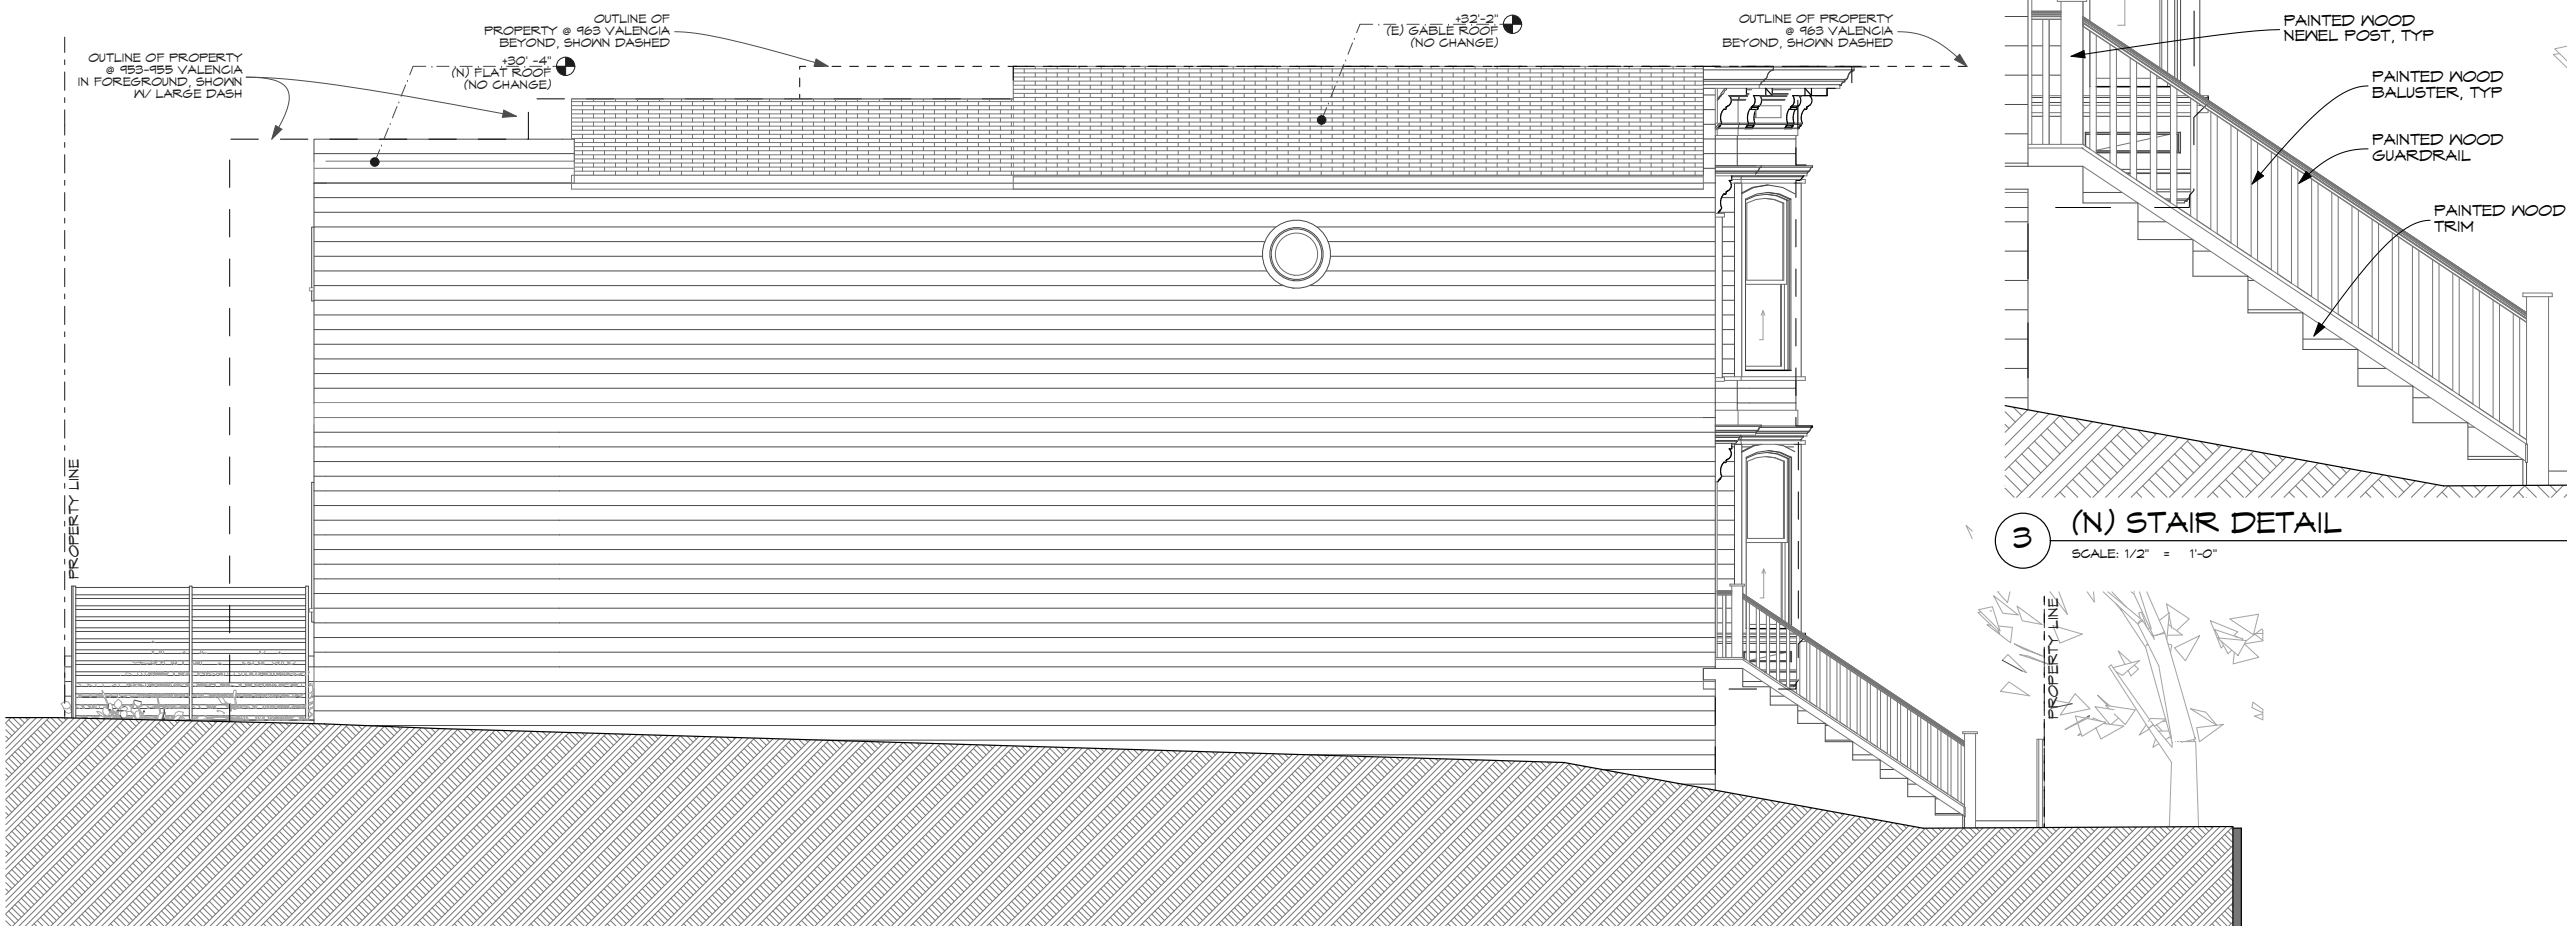 OUTLINE OF PROPERTY
@ 953-955 VALENCIA
IN FOREGROUND, SHOWN
W/ LARGE DASH
+30' -4"
(N) FLAT ROOF
(NO CHANGE)
OUTLINE OF
PROPERTY @ 963 VALENCIA
BEYOND, SHOWN DASHED
+32'-2"
(E) GABLE ROOF
(NO CHANGE)
OUTLINE OF PROPERTY
@ 963 VALENCIA
BEYOND, SHOWN DASHED
PROPERTY LINE
PAINTED WOOD
NEWEL POST, TYP
PAINTED WOOD
BALUSTER, TYP
PAINTED WOOD
GUARDRAIL
PAINTED WOOD
TRIM
3
(N) STAIR DETAIL
SCALE: 1/2" = 1'-0"
PROPERTY LINE